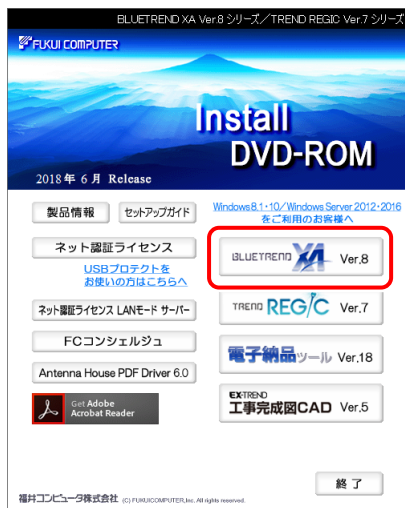 BLUETREND XA Ver.8 シリーズ／TREND REGIC Ver.7 シリーズ
FUKUI COMPUTER
Install
DVD-ROM
2018年 6月 Release
製品情報
セットアップガイド
Windows8.1・10／Windows Server 2012・2016
をご利用のお客様へ
ネット認証ライセンス
USBプロテクトを
お使いの方はこちらへ
BLUETREND XA Ver.8
ネット認証ライセンス LANモード サーバー
TREND REGIC Ver.7
FCコンシェルジュ
電子納品ツール Ver.18
Antenna House PDF Driver 6.0
Get Adobe
Acrobat Reader
EX-TREND
工事完成図CAD Ver.5
終了
福井コンピュータ株式会社 (C) FUKUICOMPUTER,Inc. All rights reserved.